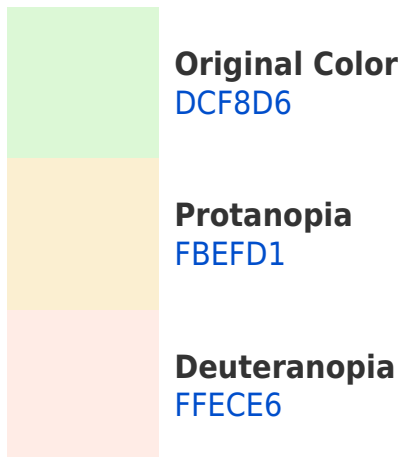 Original Color
DCF8D6
Protanopia
FBEFD1
Deuteranopia
FFECE6